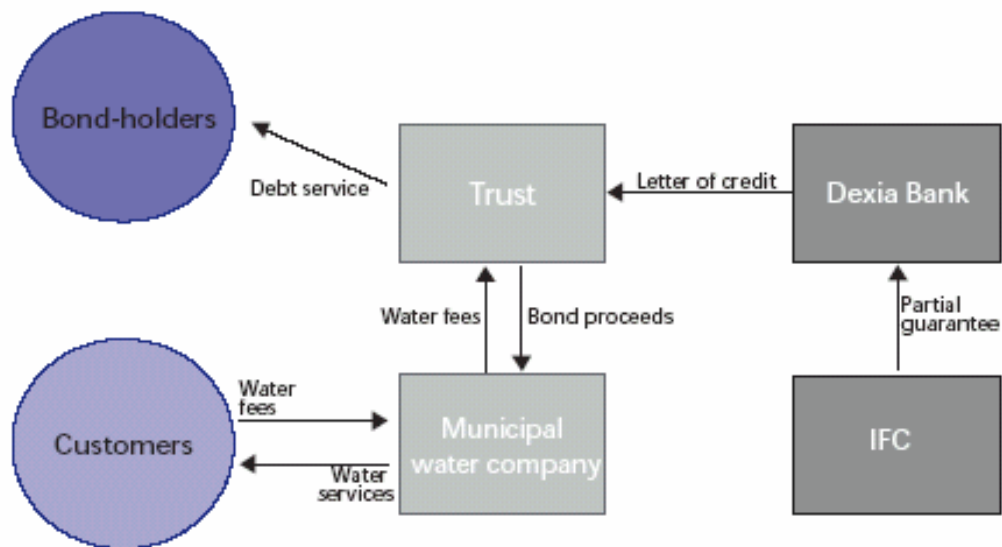 Bond-holders
Debt service
Trust
Letter of credit
Dexia Bank
Water fees
Bond proceeds
Partial
guarantee
Customers
Water
fees
Water
services
Municipal
water company
IFC